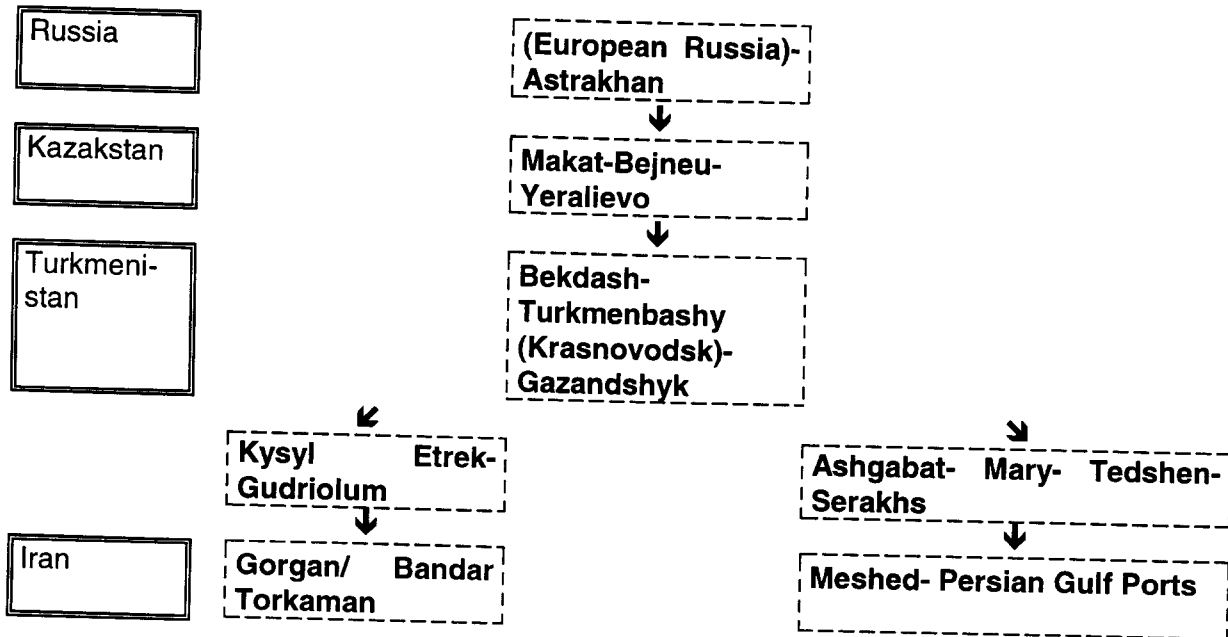 Russia
(European Russia)-
Astrakhan
Kazakstan
Makat-Bejneu-
Yeralievo
Turkmeni-
stan
Bekdash-
Turkmenbashy
(Krasnovodsk)-
Gazandshyk
Kysyl Etrek-
Gudriolum
Ashgabat- Mary- Tedshen-
Serakhs
Iran
Gorgan/ Bandar
Torkaman
Meshed- Persian Gulf Ports